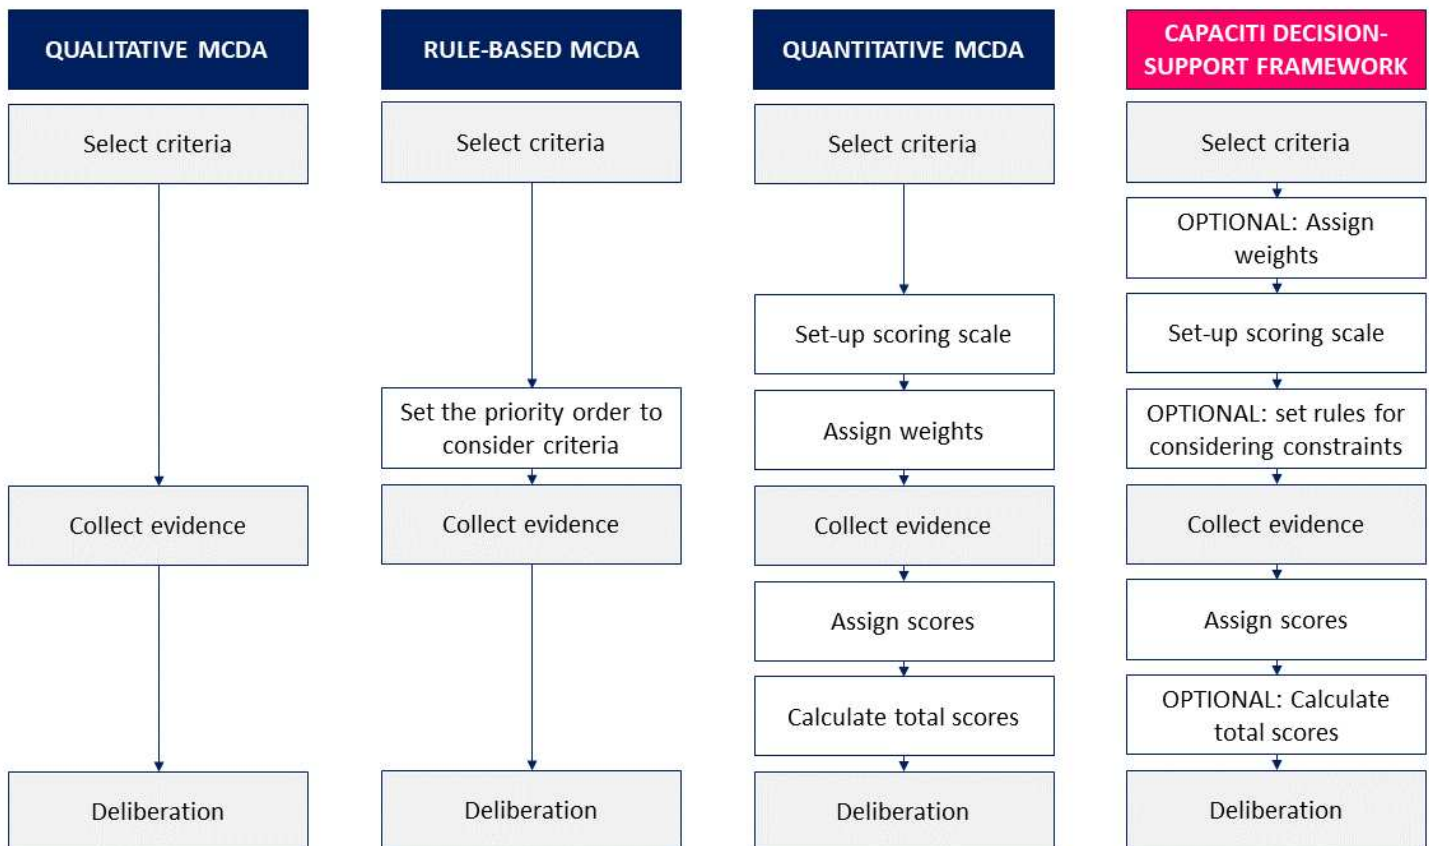 QUALITATIVE MCDA
Select criteria
Collect evidence
Deliberation
RULE-BASED MCDA
Select criteria
Set the priority order to
consider criteria
Collect evidence
Deliberation
QUANTITATIVE MCDA
Select criteria
Set-up scoring scale
Assign weights
Collect evidence
Assign scores
Calculate total scores
Deliberation
CAPACITI DECISION-
SUPPORT FRAMEWORK
Select criteria
OPTIONAL: Assign
weights
Set-up scoring scale
OPTIONAL: set rules for
considering constraints
Collect evidence
Assign scores
OPTIONAL: Calculate
total scores
Deliberation